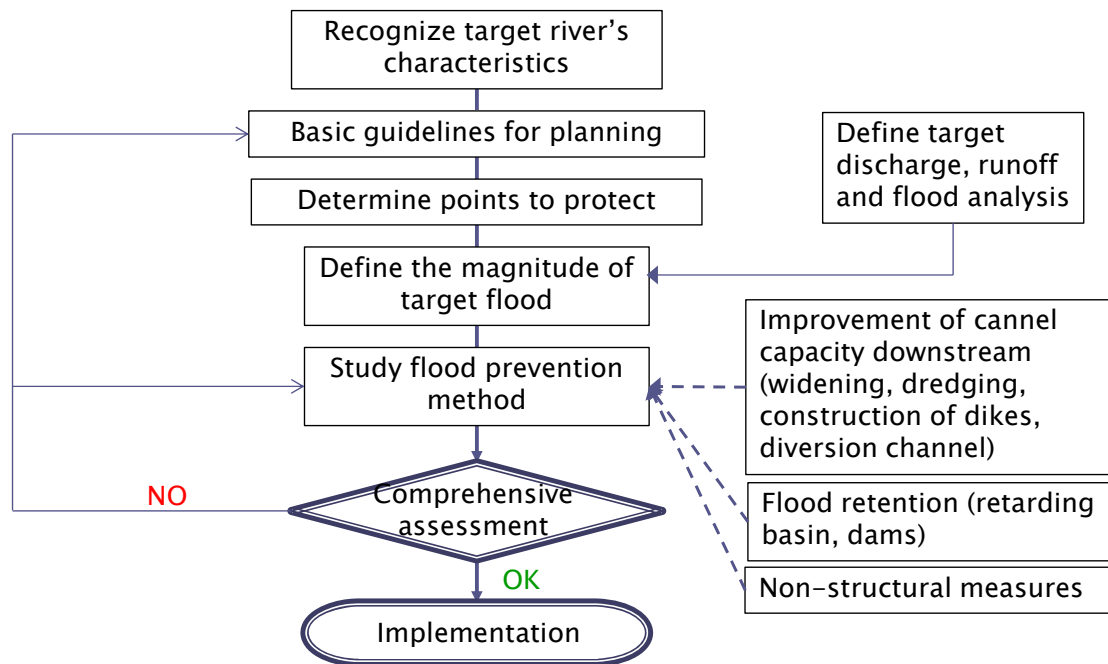 Recognize target river's
characteristics
Basic guidelines for planning
Determine points to protect
Define the magnitude of
target flood
Study flood prevention
method
Comprehensive
assessment
NO
OK
Implementation
Define target
discharge, runoff
and flood analysis
Improvement of cannel
capacity downstream
(widening, dredging,
construction of dikes,
diversion channel)
Flood retention (retarding
basin, dams)
Non-structural measures